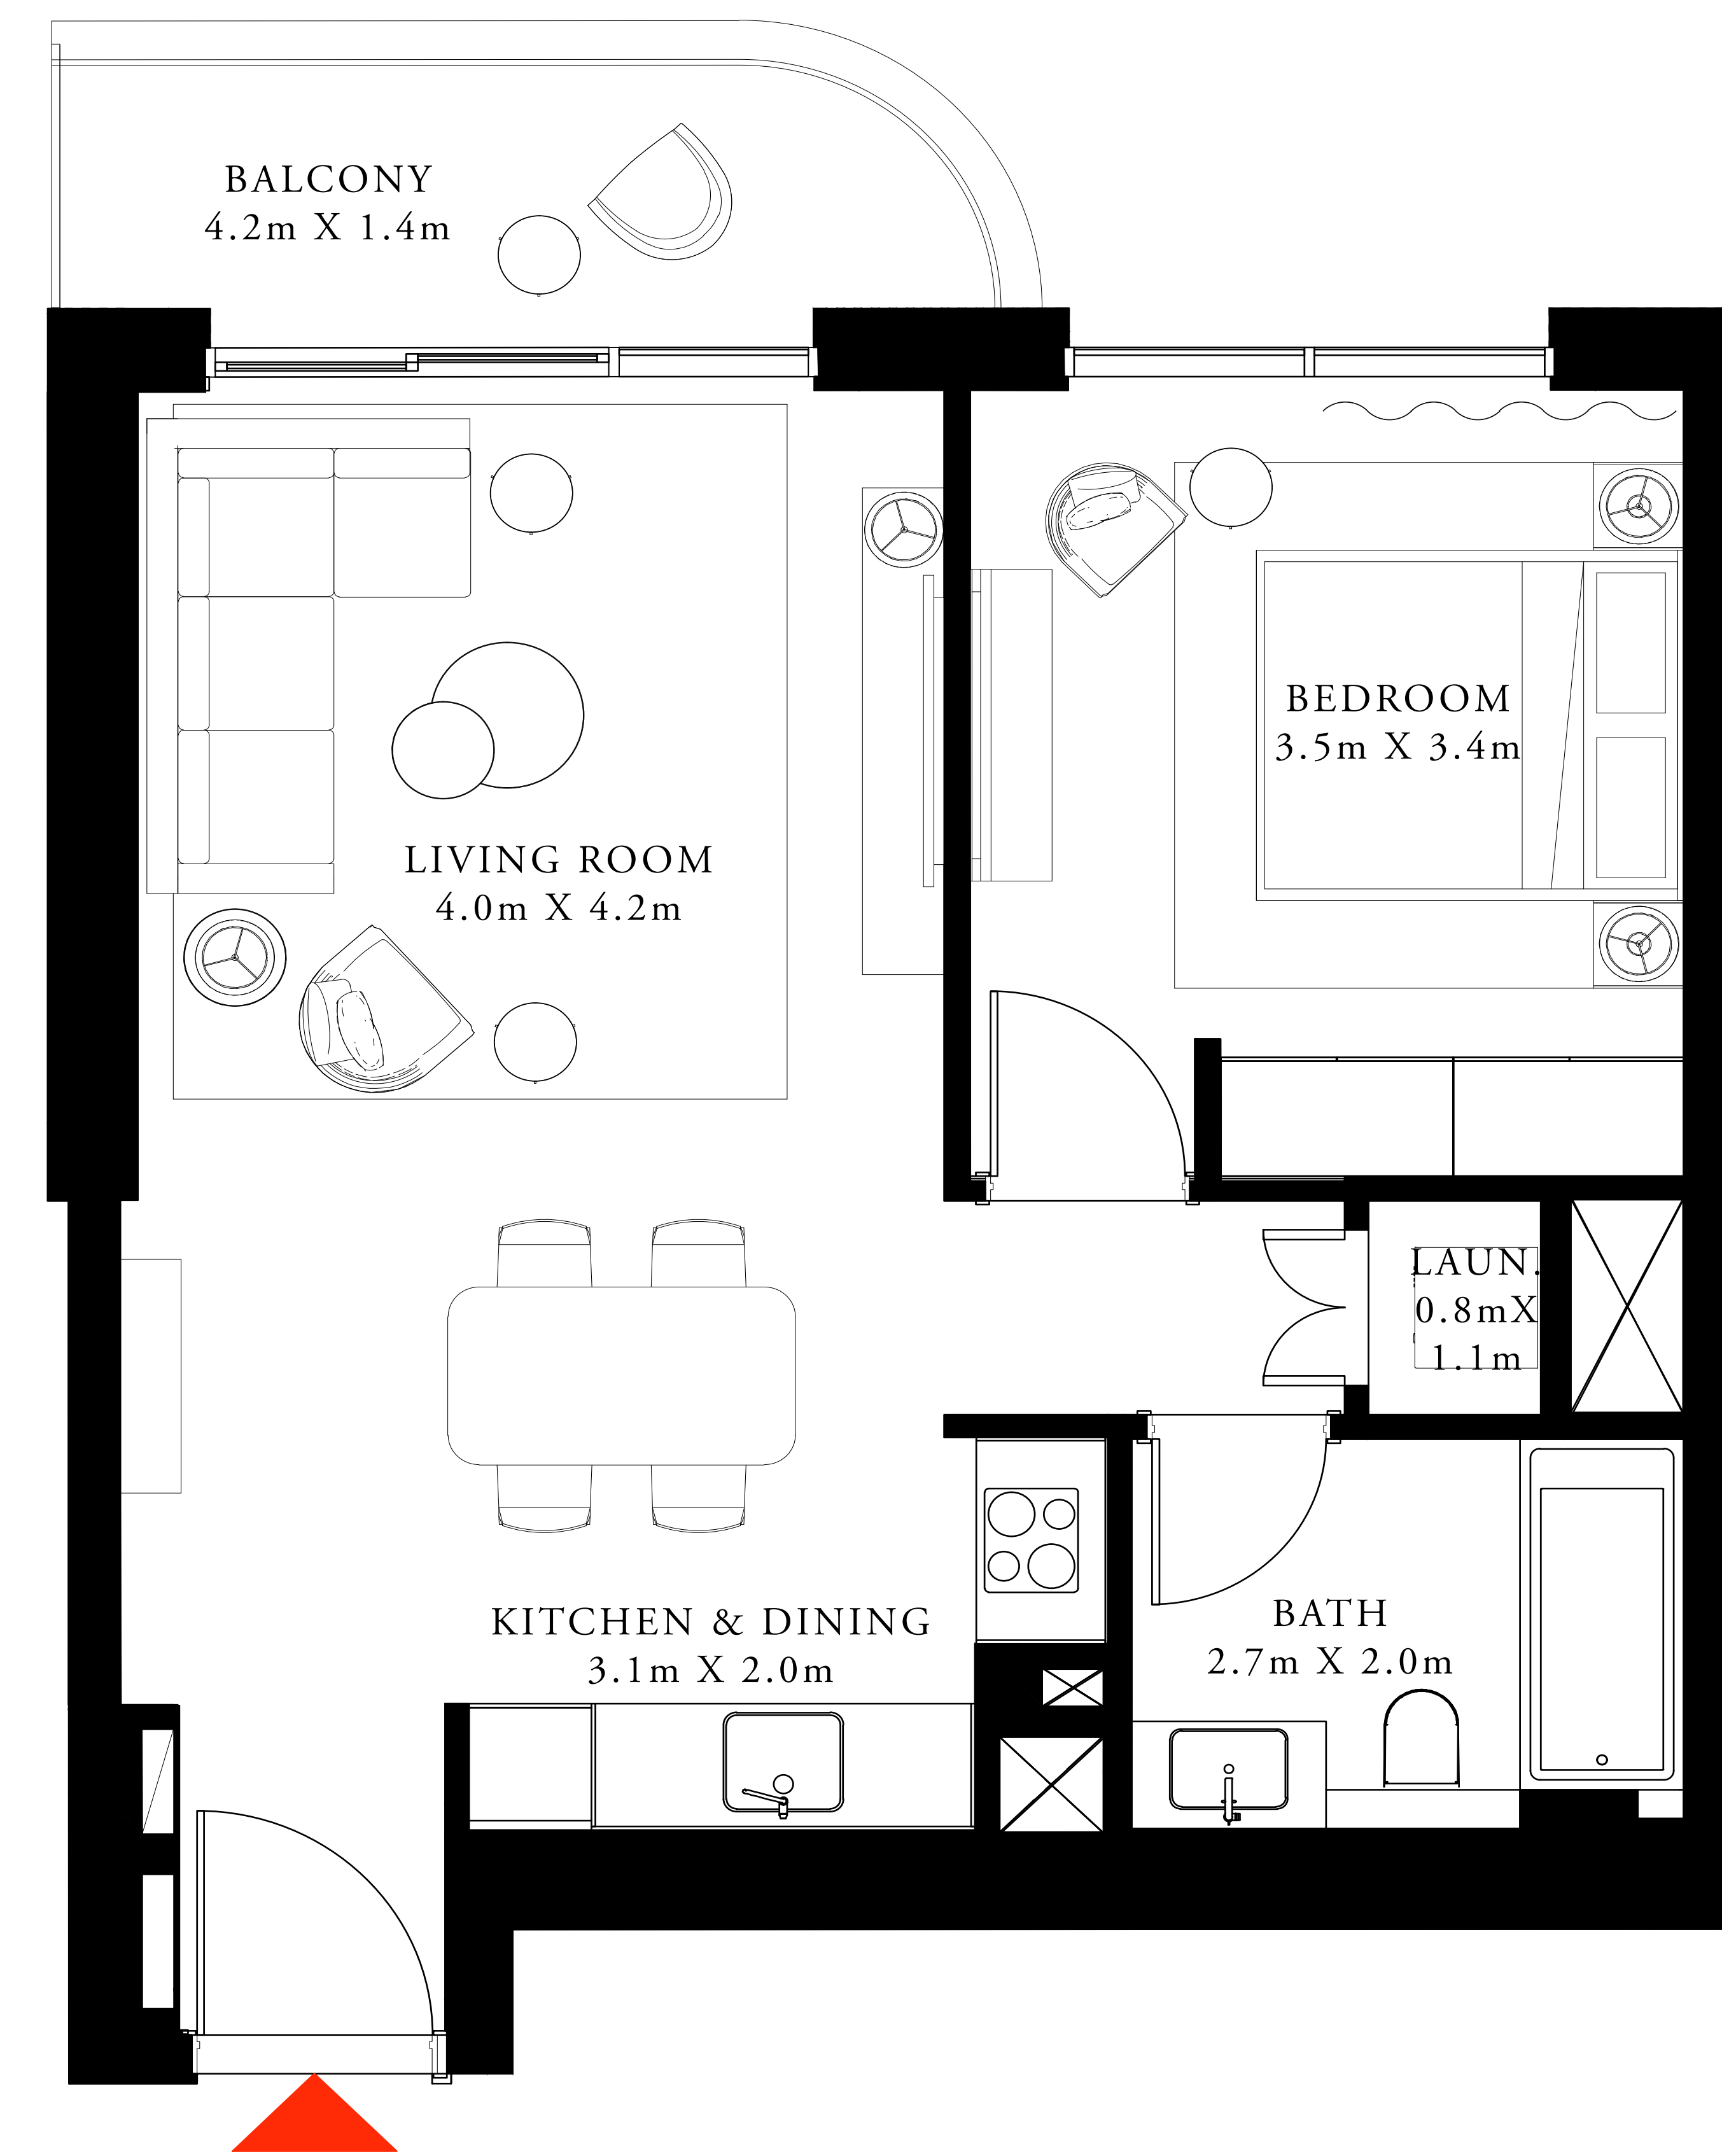 BALCONY
4.2m X 1.4m
BEDROOM
3.5m X 3.4m
LIVING ROOM
4.0m X 4.2m
LAUN.
0.8mX
1.1m
KITCHEN & DINING
3.1m X 2.0m
BATH
2.7m X 2.0m